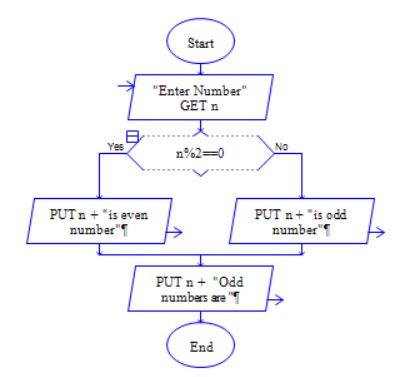 Start
"Enter Number"
GET n
Yes
n%2==0
No
PUT n + "is even
number"¶
PUT n + "is odd
number"¶
PUT n + "Odd
numbers are "¶
End